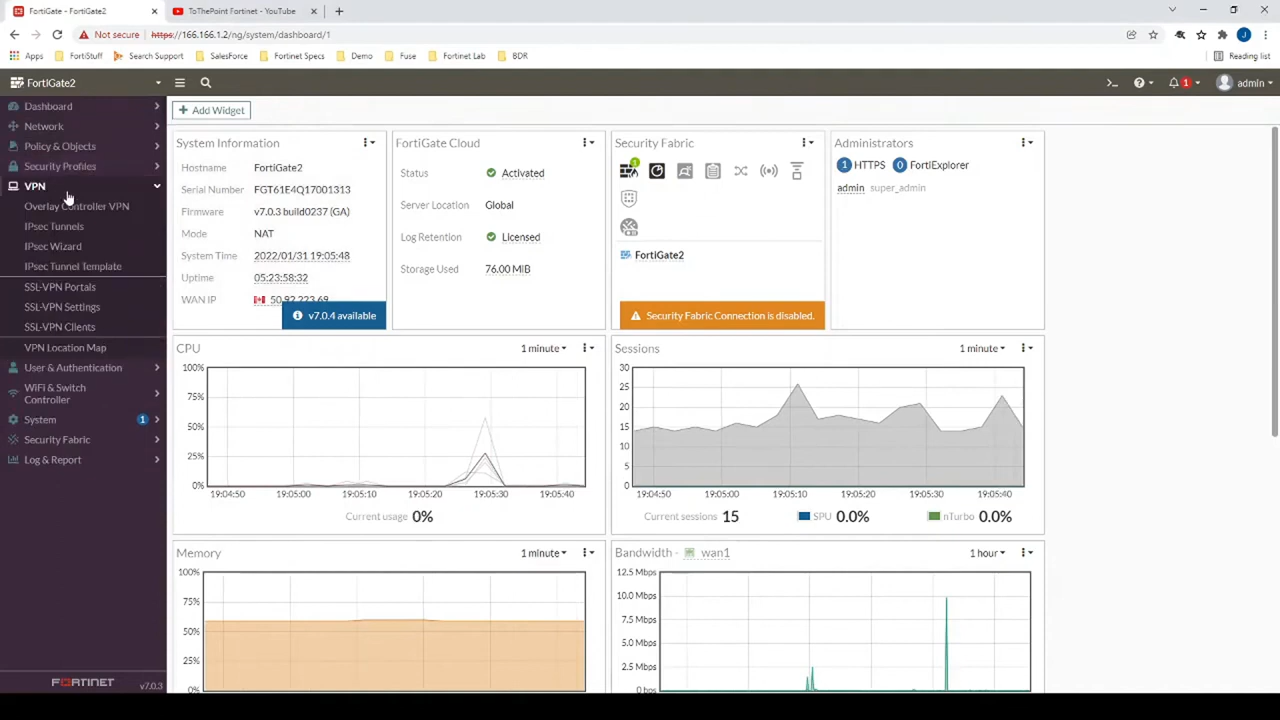 FortiGate - FortiGate2
ToThePoint Fortinet - YouTube
Not secure
https://166.166.1.2/ng/system/dashboard/1
Apps
FortiStuff
Search Support
SalesForce
Fortinet Specs
Demo
Fuse
Fortinet Lab
BDR
Reading list
FortiGate2
1
admin
Dashboard
Network
Policy & Objects
Security Profiles
VPN
Overlay Controller VPN
IPsec Tunnels
IPsec Wizard
IPsec Tunnel Template
SSL-VPN Portals
SSL-VPN Settings
SSL-VPN Clients
VPN Location Map
User & Authentication
WiFi & Switch
Controller
System
1
Security Fabric
Log & Report
FORTINET
v7.0.3
+ Add Widget
System Information
Hostname FortiGate2
Serial Number FGT61E4Q17001313
Firmware v7.0.3 build0237 (GA)
Mode NAT
System Time 2022/01/31 19:05:48
Uptime 05:23:58:32
WAN IP 50.92.223.69
v7.0.4 available
FortiGate Cloud
Status Activated
Server Location Global
Log Retention Licensed
Storage Used 76.00 MiB
Security Fabric
1
FortiGate2
Security Fabric Connection is disabled.
Administrators
1 HTTPS 0 FortiExplorer
admin super_admin
CPU
1 minute
100%
75%
50%
25%
0%
19:04:50 19:05:00 19:05:10 19:05:20 19:05:30 19:05:40
Current usage 0%
Sessions
1 minute
30
25
20
15
10
5
0
19:04:50 19:05:00 19:05:10 19:05:20 19:05:30 19:05:40
Current sessions 15 SPU 0.0% nTurbo 0.0%
Memory
1 minute
100%
75%
50%
25%
0%
Bandwidth - wan1
1 hour
12.5 Mbps
10.0 Mbps
7.5 Mbps
5.0 Mbps
2.5 Mbps
0 bps